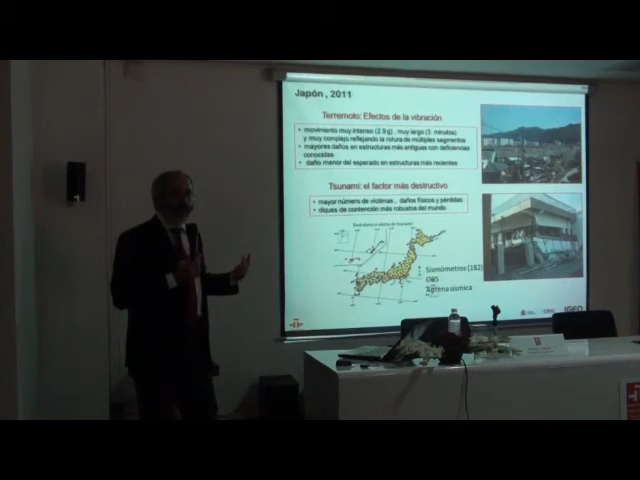 Japón , 2011
Terremoto: Efectos de la vibración
• movimiento muy intenso (2.9 g) , muy largo (3 minutos)
y muy complejo reflejando la rotura de múltiples segmentos
• mayores daños en estructuras más antiguas con deficiencias
conocidas
• daño menor del esperado en estructuras más recientes
Tsunami: el factor más destructivo
• mayor número de víctimas , daños físicos y pérdidas
• diques de contención más robustos del mundo
Sismómetros (182)
OBS
Antena sísmica
IGEO